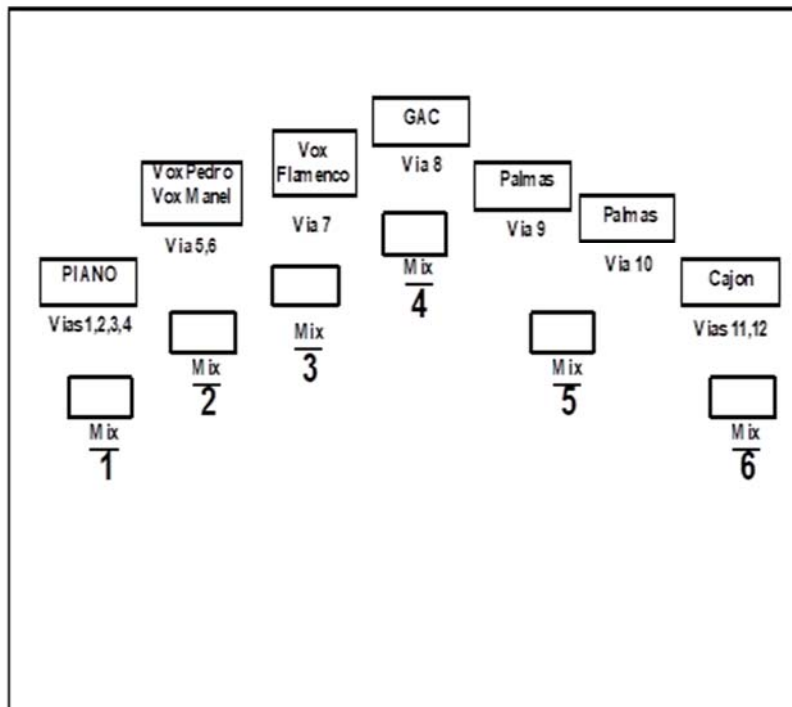 GAC
Via 8
Vox
Flamenco
Via 7
Vox Pedro
Vox Manel
Via 5,6
Palmas
Via 9
Palmas
Via 10
PIANO
Vias 1,2,3,4
Cajon
Vias 11,12
Mix
1
Mix
2
Mix
3
Mix
4
Mix
5
Mix
6